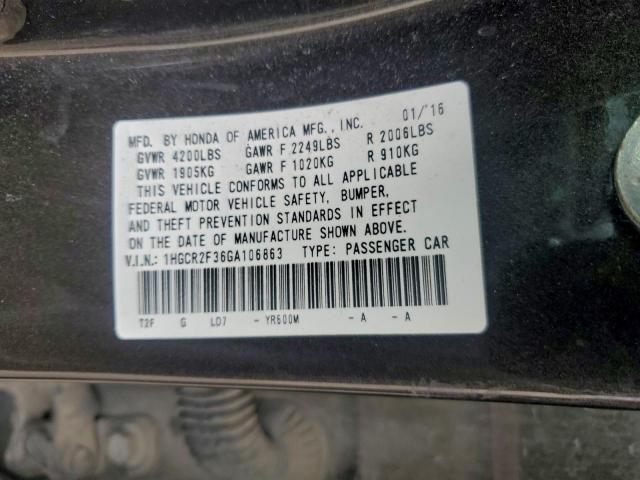 MFD. BY HONDA OF AMERICA MFG., INC. 01/'16
GVWR 4200LBS GAWR F 2249LBS R 2006LBS
GVWR 1905KG GAWR F 1020KG R 910KG
THIS VEHICLE CONFORMS TO ALL APPLICABLE
FEDERAL MOTOR VEHICLE SAFETY, BUMPER,
AND THEFT PREVENTION STANDARDS IN EFFECT
ON THE DATE OF MANUFACTURE SHOWN ABOVE.
V.I.N.: 1HGCR2F36GA106863 TYPE: PASSENGER CAR
T2F G LD7 - YR600M - A - A